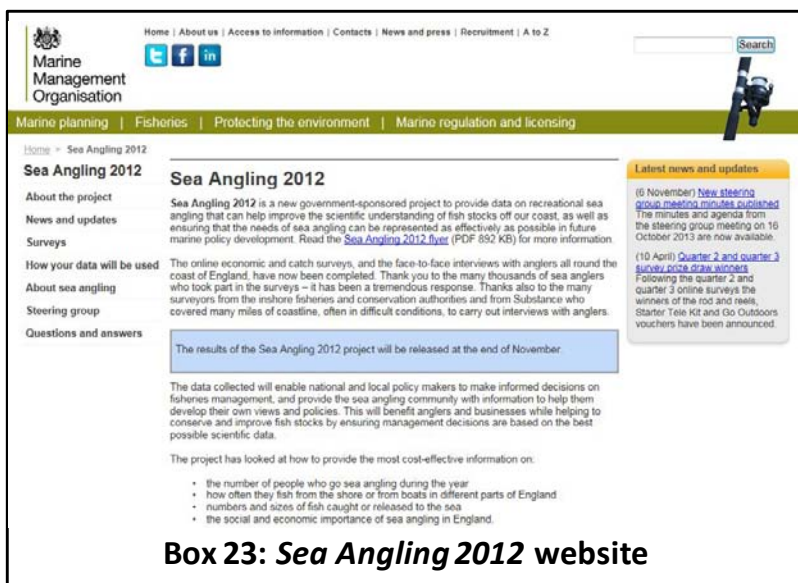 Home | About us | Access to information | Contacts | News and press | Recruitment | A to Z
Search
Marine
Management
Organisation
Marine planning | Fisheries | Protecting the environment | Marine regulation and licensing
Home > Sea Angling 2012
Sea Angling 2012
About the project
News and updates
Surveys
How your data will be used
About sea angling
Steering group
Questions and answers
Sea Angling 2012
Sea Angling 2012 is a new government-sponsored project to provide data on recreational sea
angling that can help improve the scientific understanding of fish stocks off our coast, as well as
ensuring that the needs of sea angling can be represented as effectively as possible in future
marine policy development. Read the Sea Angling 2012 flyer (PDF 892 KB) for more information.
The online economic and catch surveys, and the face-to-face interviews with anglers all round the
coast of England, have now been completed. Thank you to the many thousands of sea anglers
who took part in the surveys – it has been a tremendous response. Thanks also to the many
surveyors from the inshore fisheries and conservation authorities and from Substance who
covered many miles of coastline, often in difficult conditions, to carry out interviews with anglers.
The results of the Sea Angling 2012 project will be released at the end of November.
The data collected will enable national and local policy makers to make informed decisions on
fisheries management, and provide the sea angling community with information to help them
develop their own views and policies. This will benefit anglers and businesses while helping to
conserve and improve fish stocks by ensuring management decisions are based on the best
possible scientific data.
The project has looked at how to provide the most cost-effective information on:
• the number of people who go sea angling during the year
• how often they fish from the shore or from boats in different parts of England
• numbers and sizes of fish caught or released to the sea
• the social and economic importance of sea angling in England.
Latest news and updates
(6 November) New steering
group meeting minutes published
The minutes and agenda from
the steering group meeting on 16
October 2013 are now available.
(10 April) Quarter 2 and quarter 3
survey prize draw winners
Following the quarter 2 and
quarter 3 online surveys the
winners of the rod and reels,
Starter Tele Kit and Go Outdoors
vouchers have been announced.
Box 23: Sea Angling 2012 website